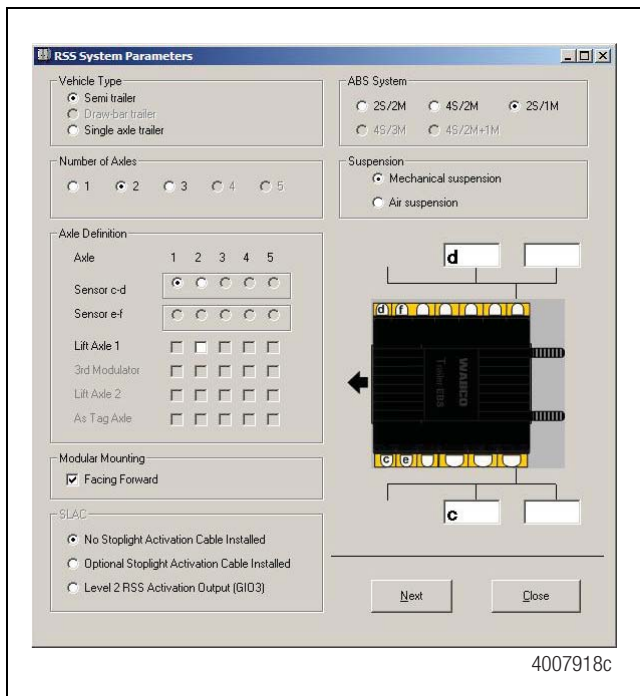 RSS System Parameters
Vehicle Type
Semi trailer
Draw-bar trailer
Single axle trailer
ABS System
2S/2M 4S/2M 2S/1M
4S/3M 4S/2M+1M
Number of Axles
1 2 3 4 5
Suspension
Mechanical suspension
Air suspension
Axle Definition
Axle 1 2 3 4 5
Sensor c-d
Sensor e-f
Lift Axle 1
3rd Modulator
Lift Axle 2
As Tag Axle
d
d f
WABCO
Trailer EBS
c e
c
Modular Mounting
Facing Forward
SLAC
No Stoplight Activation Cable Installed
Optional Stoplight Activation Cable Installed
Level 2 RSS Activation Output (GIO3)
Next Close
4007918c